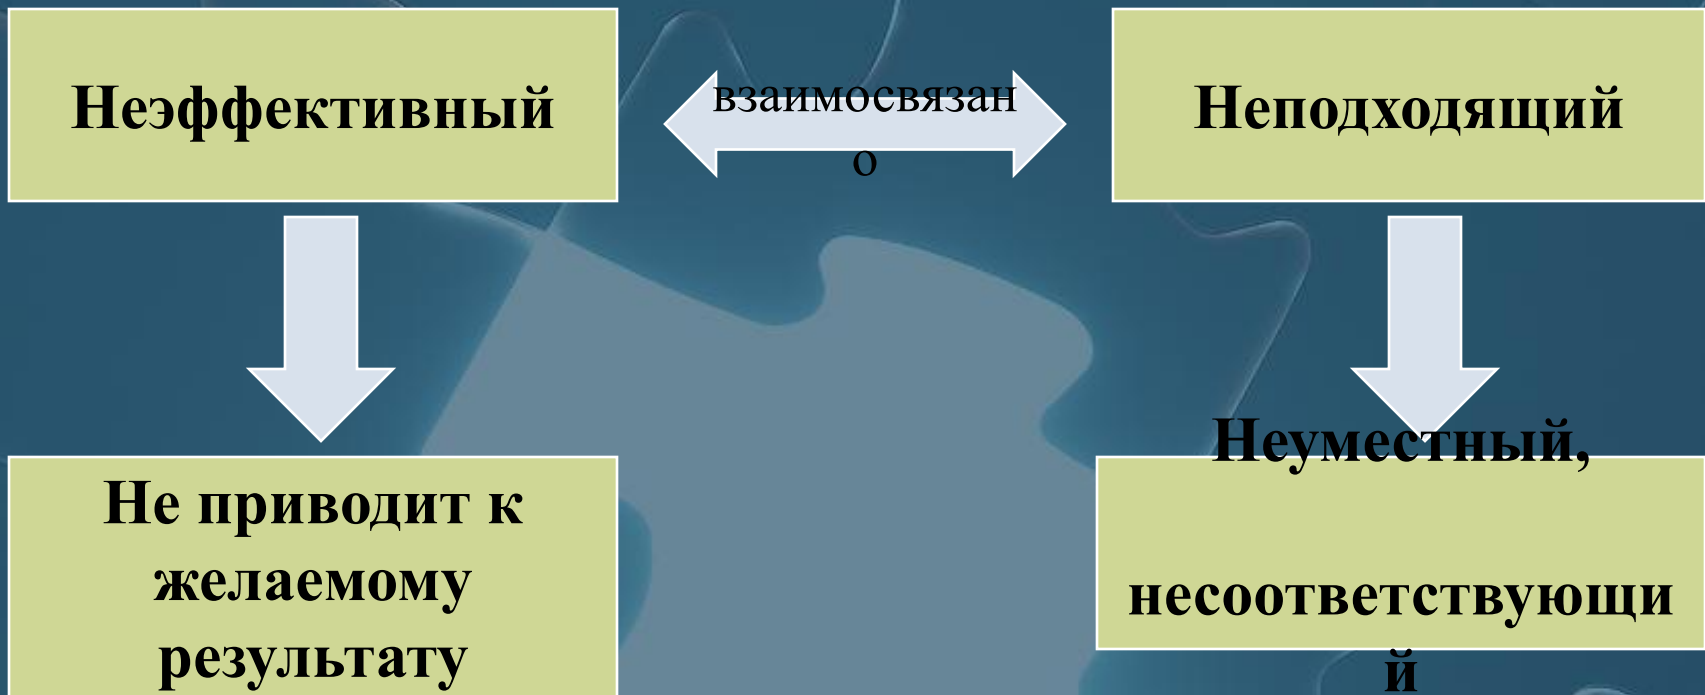 Неэффективный
взаимосвязан
о
Неподходящий
Не приводит к
желаемому
результату
Неуместный,
несоответствующи
й